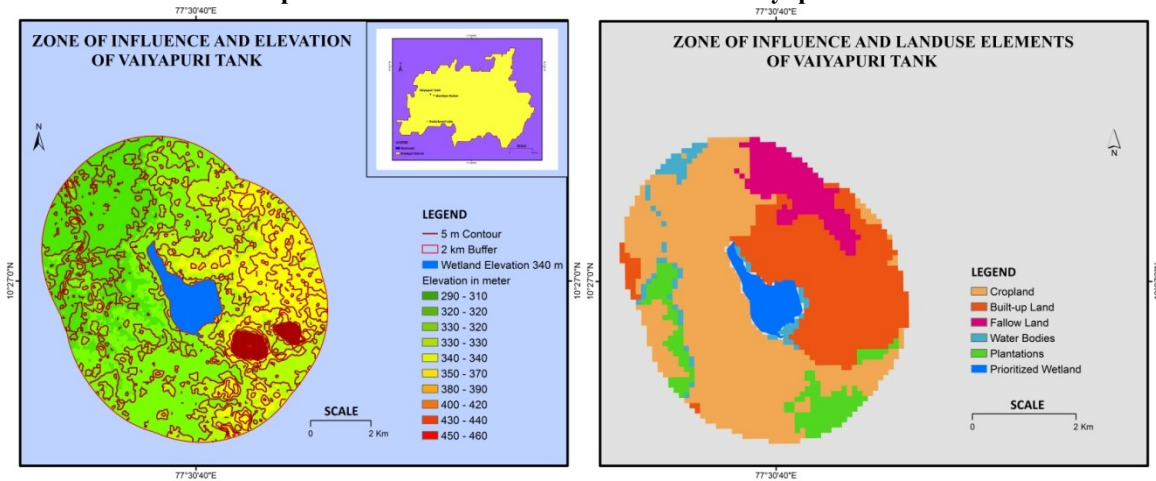 77°30'40"E
ZONE OF INFLUENCE AND ELEVATION
OF VAIYAPURI TANK
N
10°27'0"N
SCALE
LEGEND
5 m Contour
2 km Buffer
Wetland Elevation 340 m
Elevation in meter
290 - 310
320 - 320
330 - 320
330 - 330
340 - 340
350 - 370
380 - 390
400 - 420
430 - 440
450 - 460
SCALE
0 2 Km
77°30'40"E
77°30'40"E
ZONE OF INFLUENCE AND LANDUSE ELEMENTS
OF VAIYAPURI TANK
N
10°27'0"N
LEGEND
Cropland
Built-up Land
Fallow Land
Water Bodies
Plantations
Prioritized Wetland
SCALE
0 2 Km
77°30'40"E